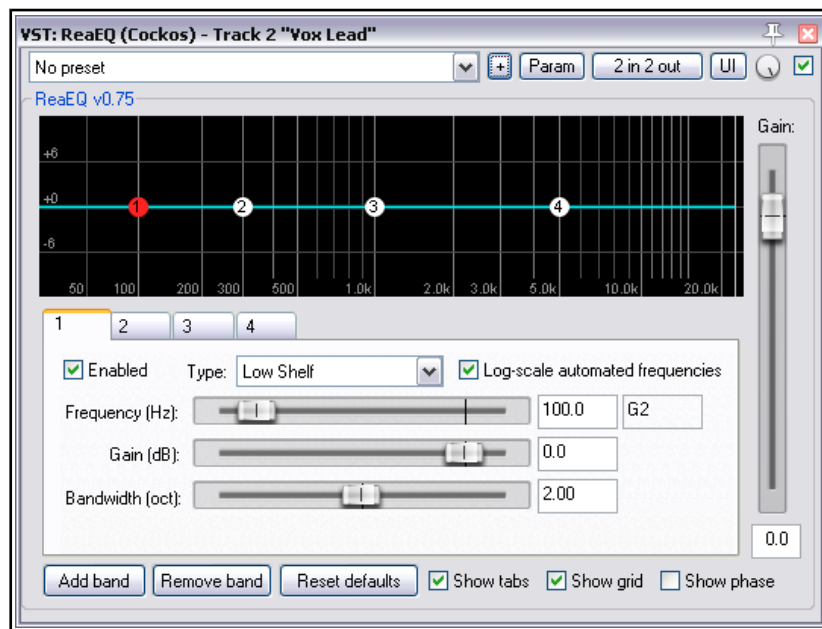 VST: ReaEQ (Cockos) - Track 2 "Vox Lead"
No preset + Param 2 in 2 out UI
ReaEQ v0.75
Gain:
+6
+0
1 2 3 4
-6
50 100 200 300 500 1.0k 2.0k 3.0k 5.0k 10.0k 20.0k
1 2 3 4
Enabled Type: Low Shelf Log-scale automated frequencies
Frequency (Hz): 100.0 G2
Gain (dB): 0.0
Bandwidth (oct): 2.00
0.0
Add band Remove band Reset defaults Show tabs Show grid Show phase